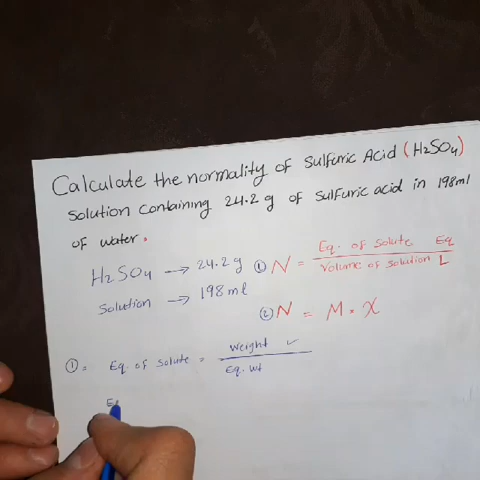 Calculate the normality of Sulfuric Acid (H2SO4)
solution containing 24.2 g of sulfuric acid in 198ml
of water.
H2SO4 → 24.2 g
Solution → 198 ml
① N = Eq. of solute Eq / Volume of solution L
② N = M . X
① = Eq. of solute = Weight ✓ / Eq. wt